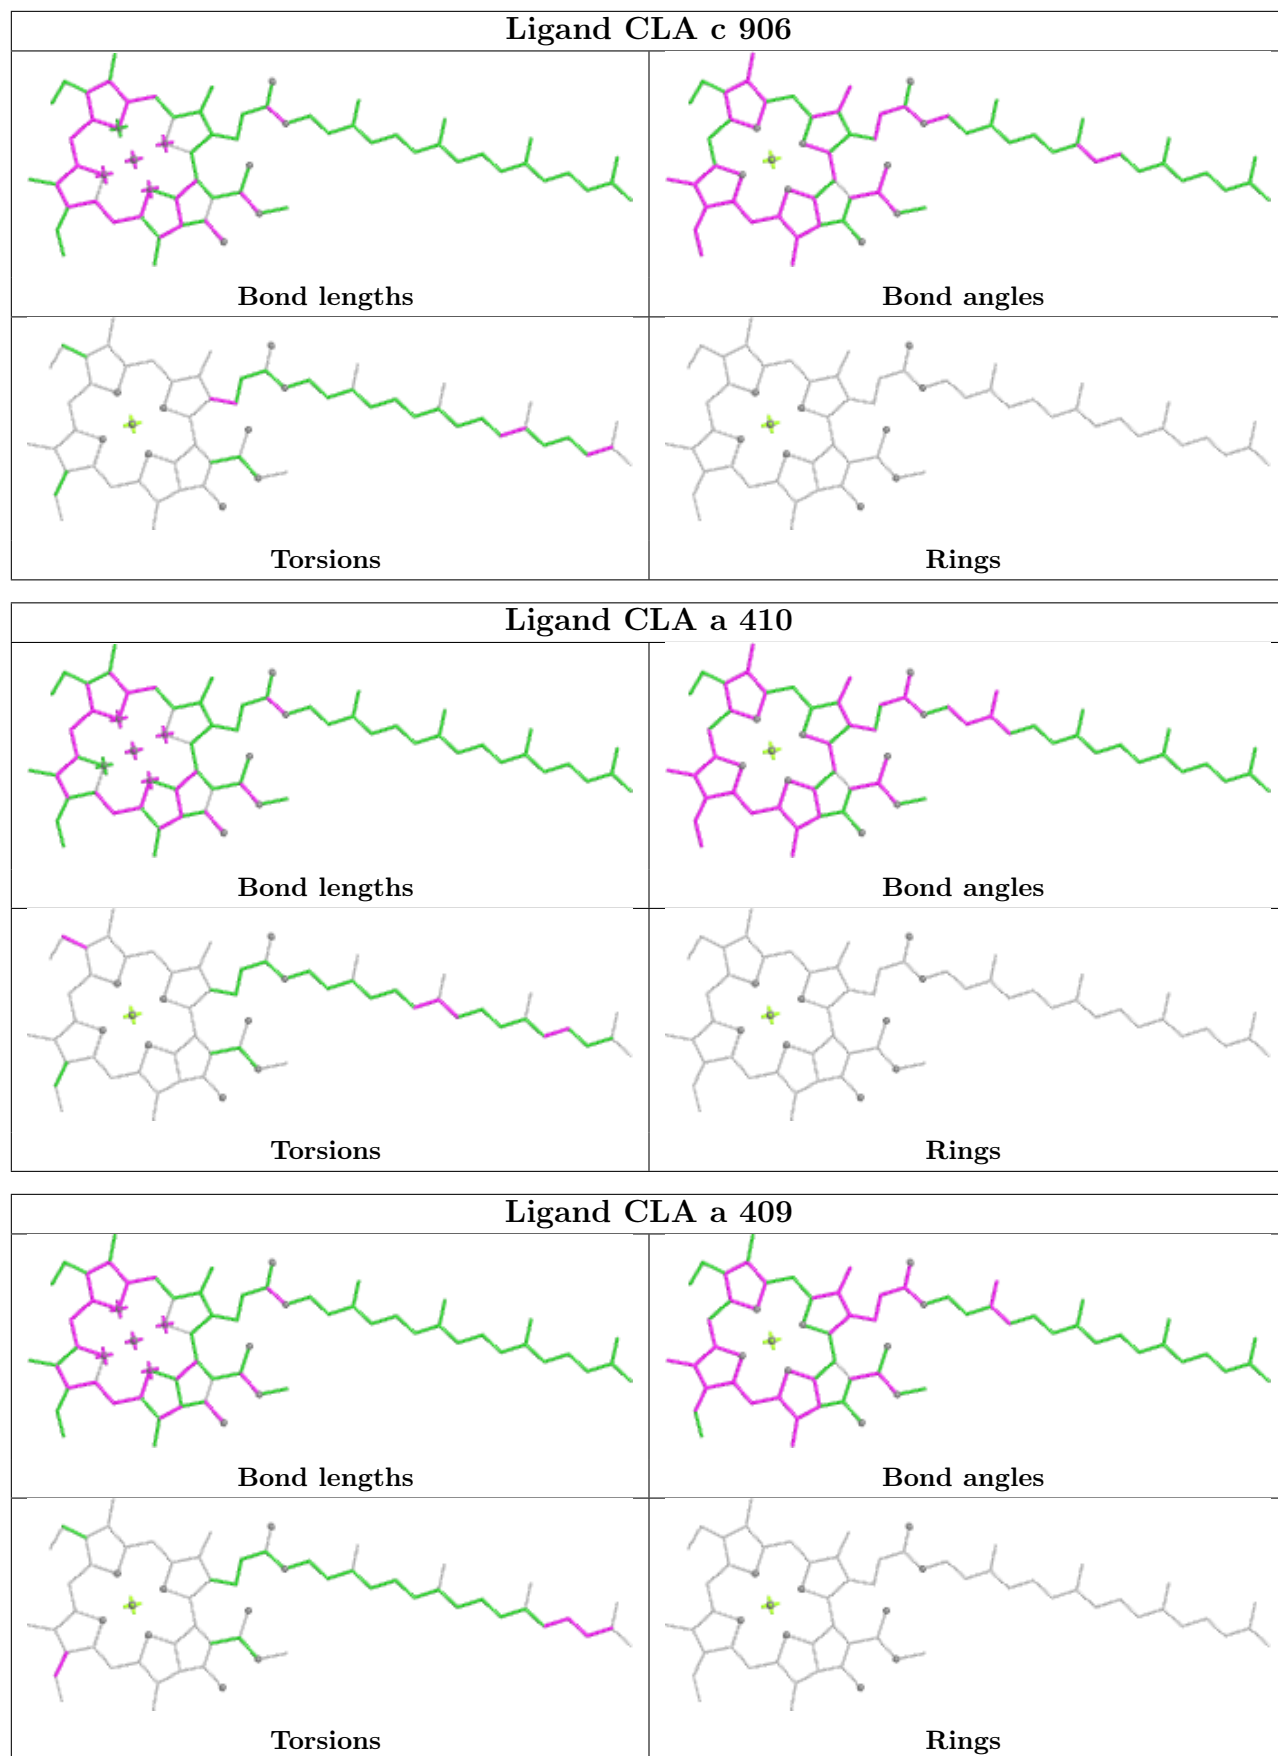 Ligand CLA c 906
Bond lengths
Bond angles
Torsions
Rings
Ligand CLA a 410
Bond lengths
Bond angles
Torsions
Rings
Ligand CLA a 409
Bond lengths
Bond angles
Torsions
Rings